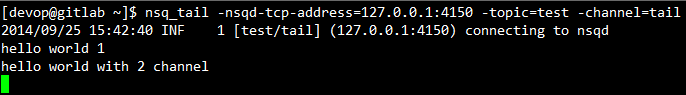 [devop@gitlab ~]$ nsq_tail -nsqd-tcp-address=127.0.0.1:4150 -topic=test -channel=tail
2014/09/25 15:42:40 INF    1 [test/tail] (127.0.0.1:4150) connecting to nsqd
hello world 1
hello world with 2 channel